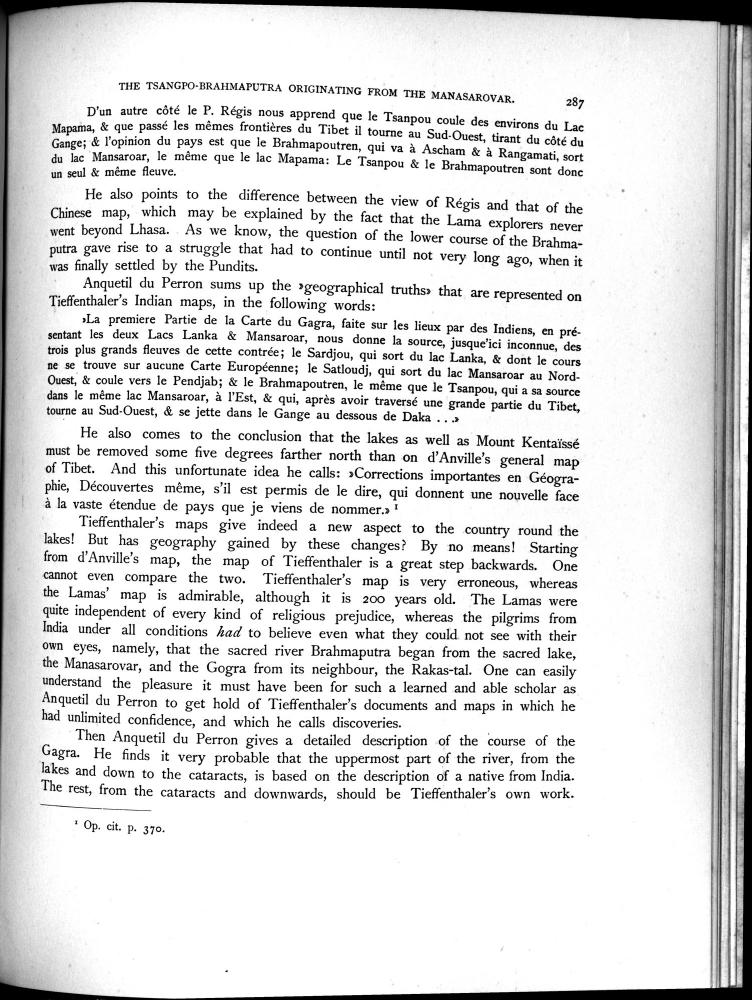 THE TSANGPO-BRAHMAPUTRA ORIGINATING FROM THE MANASAROVAR.
287
D'un autre côté le P. Régis nous apprend que le Tsanpou coule des environs du Lac
Mapama, & que passé les mêmes frontières du Tibet il tourne au Sud-Ouest, tirant du côté du
Gange; & l'opinion du pays est que le Brahmapoutren, qui va à Ascham & à Rangamati, sort
du lac Mansaroar, le même que le lac Mapama: Le Tsanpou & le Brahmapoutren sont donc
un seul & même fleuve.
He also points to the difference between the view of Régis and that of the
Chinese map, which may be explained by the fact that the Lama explorers never
went beyond Lhasa. As we know, the question of the lower course of the Brahma-
putra gave rise to a struggle that had to continue until not very long ago, when it
was finally settled by the Pundits.
Anquetil du Perron sums up the »geographical truths» that are represented on
Tieffenthaler's Indian maps, in the following words:
»La premiere Partie de la Carte du Gagra, faite sur les lieux par des Indiens, en pré-
sentant les deux Lacs Lanka & Mansaroar, nous donne la source, jusque'ici inconnue, des
trois plus grands fleuves de cette contrée; le Sardjou, qui sort du lac Lanka, & dont le cours
ne se trouve sur aucune Carte Européenne; le Satloudj, qui sort du lac Mansaroar au Nord-
Ouest, & coule vers le Pendjab; & le Brahmapoutren, le même que le Tsanpou, qui a sa source
dans le même lac Mansaroar, à l'Est, & qui, après avoir traversé une grande partie du Tibet,
tourne au Sud-Ouest, & se jette dans le Gange au dessous de Daka . . .»
He also comes to the conclusion that the lakes as well as Mount Kentaïssé
must be removed some five degrees farther north than on d'Anville's general map
of Tibet. And this unfortunate idea he calls: »Corrections importantes en Géogra-
phie, Découvertes même, s'il est permis de le dire, qui donnent une nouvelle face
à la vaste étendue de pays que je viens de nommer.» ¹
Tieffenthaler's maps give indeed a new aspect to the country round the
lakes! But has geography gained by these changes? By no means! Starting
from d'Anville's map, the map of Tieffenthaler is a great step backwards. One
cannot even compare the two. Tieffenthaler's map is very erroneous, whereas
the Lamas' map is admirable, although it is 200 years old. The Lamas were
quite independent of every kind of religious prejudice, whereas the pilgrims from
India under all conditions had to believe even what they could not see with their
own eyes, namely, that the sacred river Brahmaputra began from the sacred lake,
the Manasarovar, and the Gogra from its neighbour, the Rakas-tal. One can easily
understand the pleasure it must have been for such a learned and able scholar as
Anquetil du Perron to get hold of Tieffenthaler's documents and maps in which he
had unlimited confidence, and which he calls discoveries.
Then Anquetil du Perron gives a detailed description of the course of the
Gagra. He finds it very probable that the uppermost part of the river, from the
lakes and down to the cataracts, is based on the description of a native from India.
The rest, from the cataracts and downwards, should be Tieffenthaler's own work.
¹ Op. cit. p. 370.